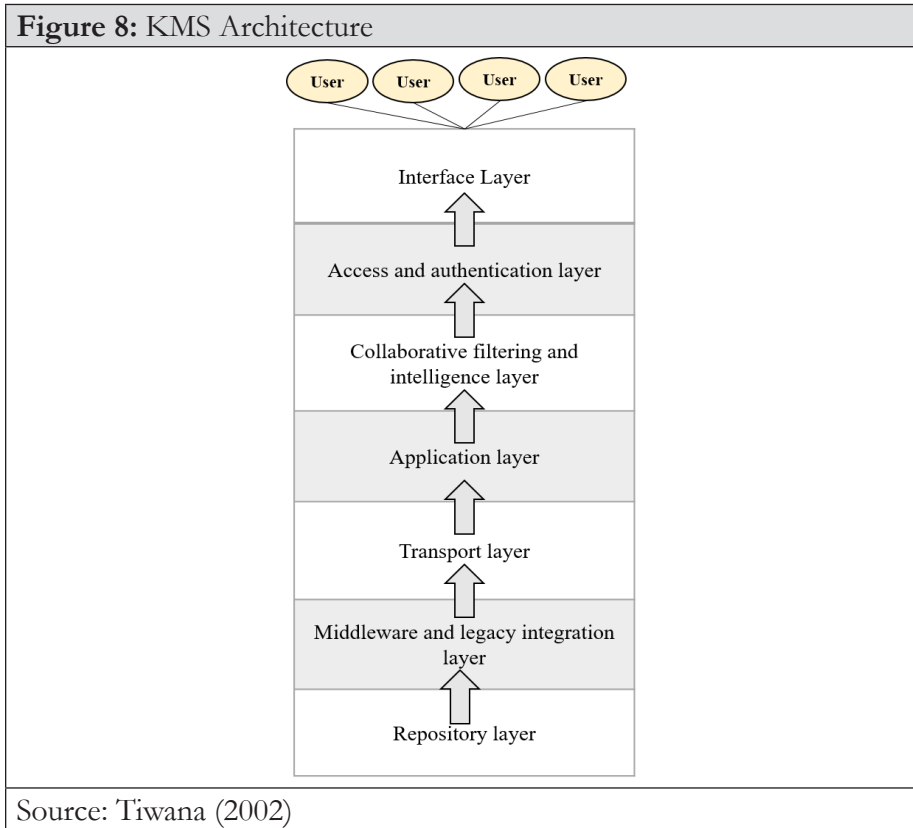 Figure 8: KMS Architecture
User User User User
Interface Layer
Access and authentication layer
Collaborative filtering and
intelligence layer
Application layer
Transport layer
Middleware and legacy integration
layer
Repository layer
Source: Tiwana (2002)